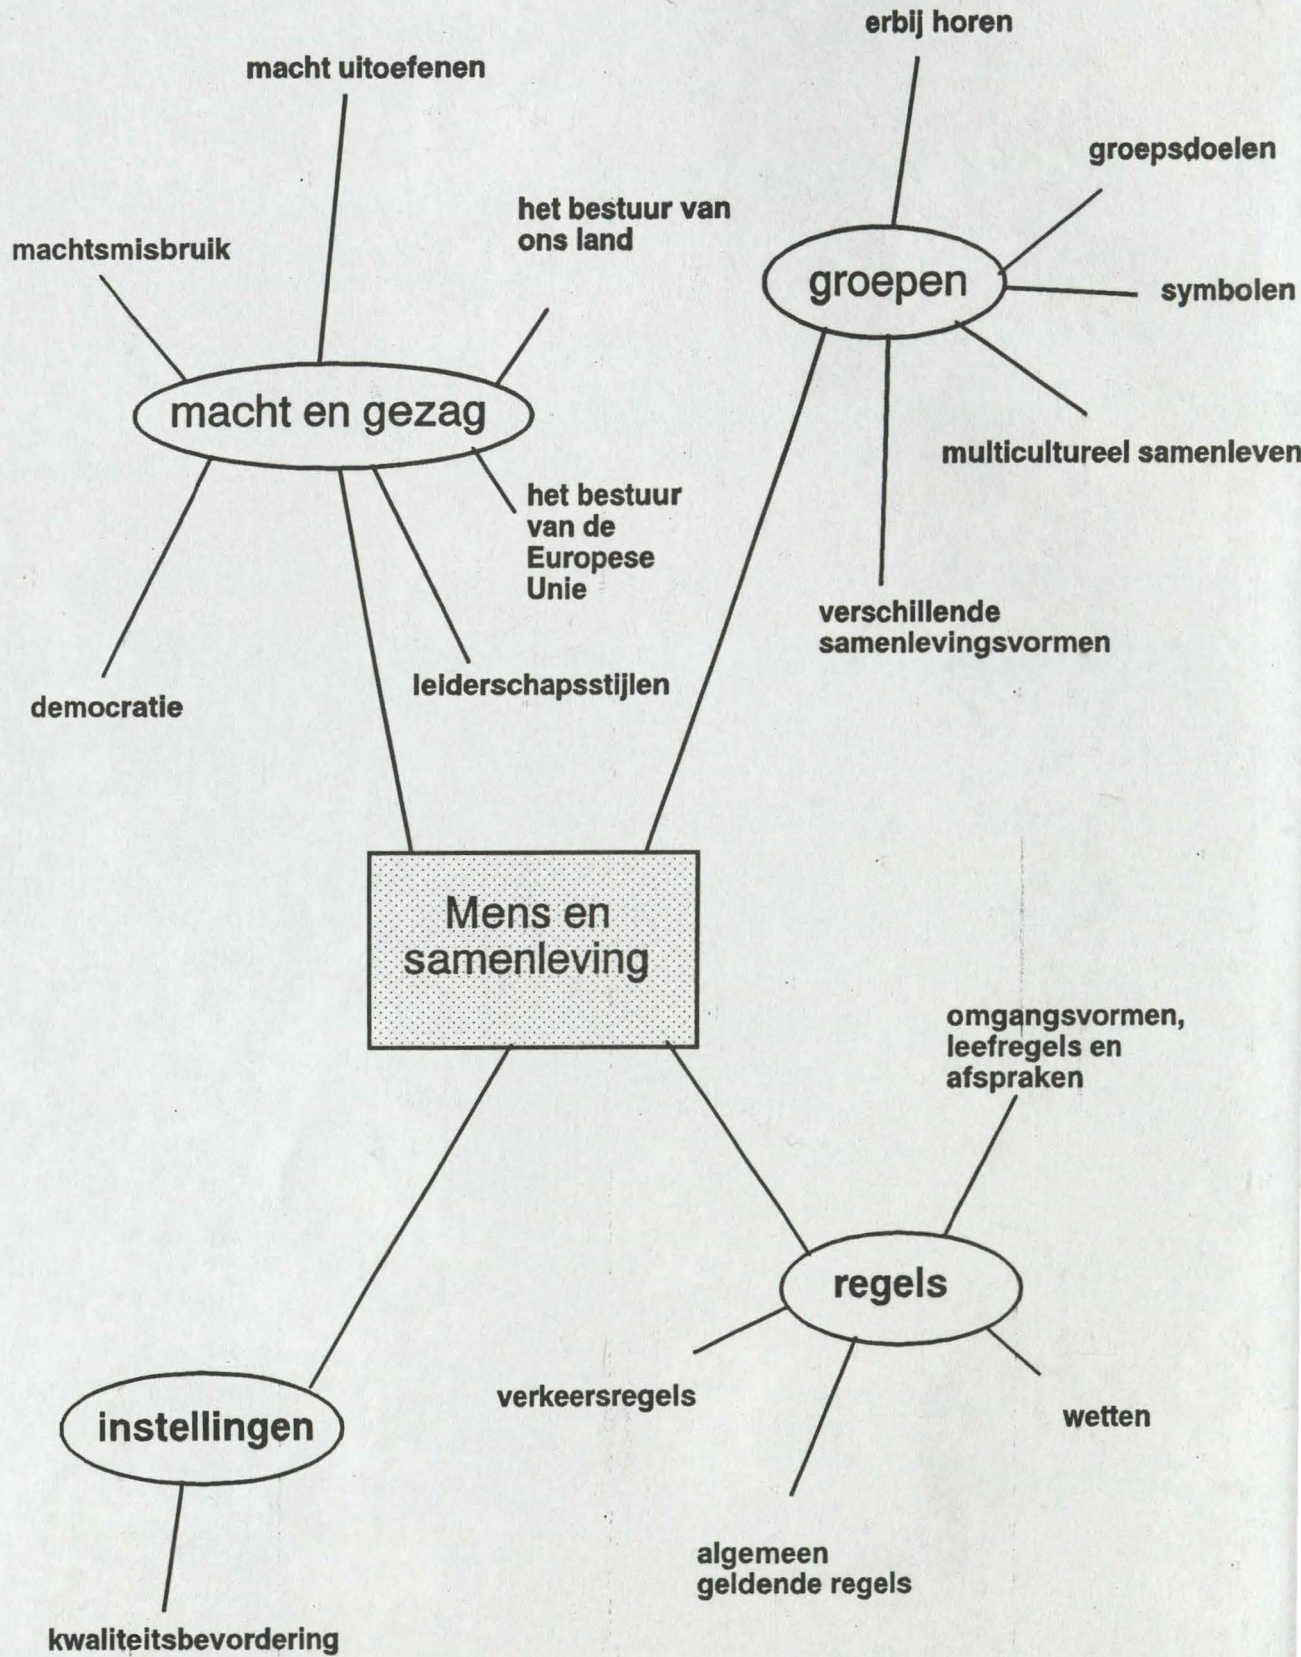 erbij horen
macht uitoefenen
groepsdoelen
het bestuur van
ons land
machtsmisbruik
groepen
symbolen
macht en gezag
multicultureel samenleven
het bestuur
van de
Europese
Unie
verschillende
samenlevingsvormen
leiderschapsstijlen
democratie
Mens en
samenleving
omgangsvormen,
leefregels en
afspraken
regels
verkeersregels
wetten
instellingen
algemeen
geldende regels
kwaliteitsbevordering